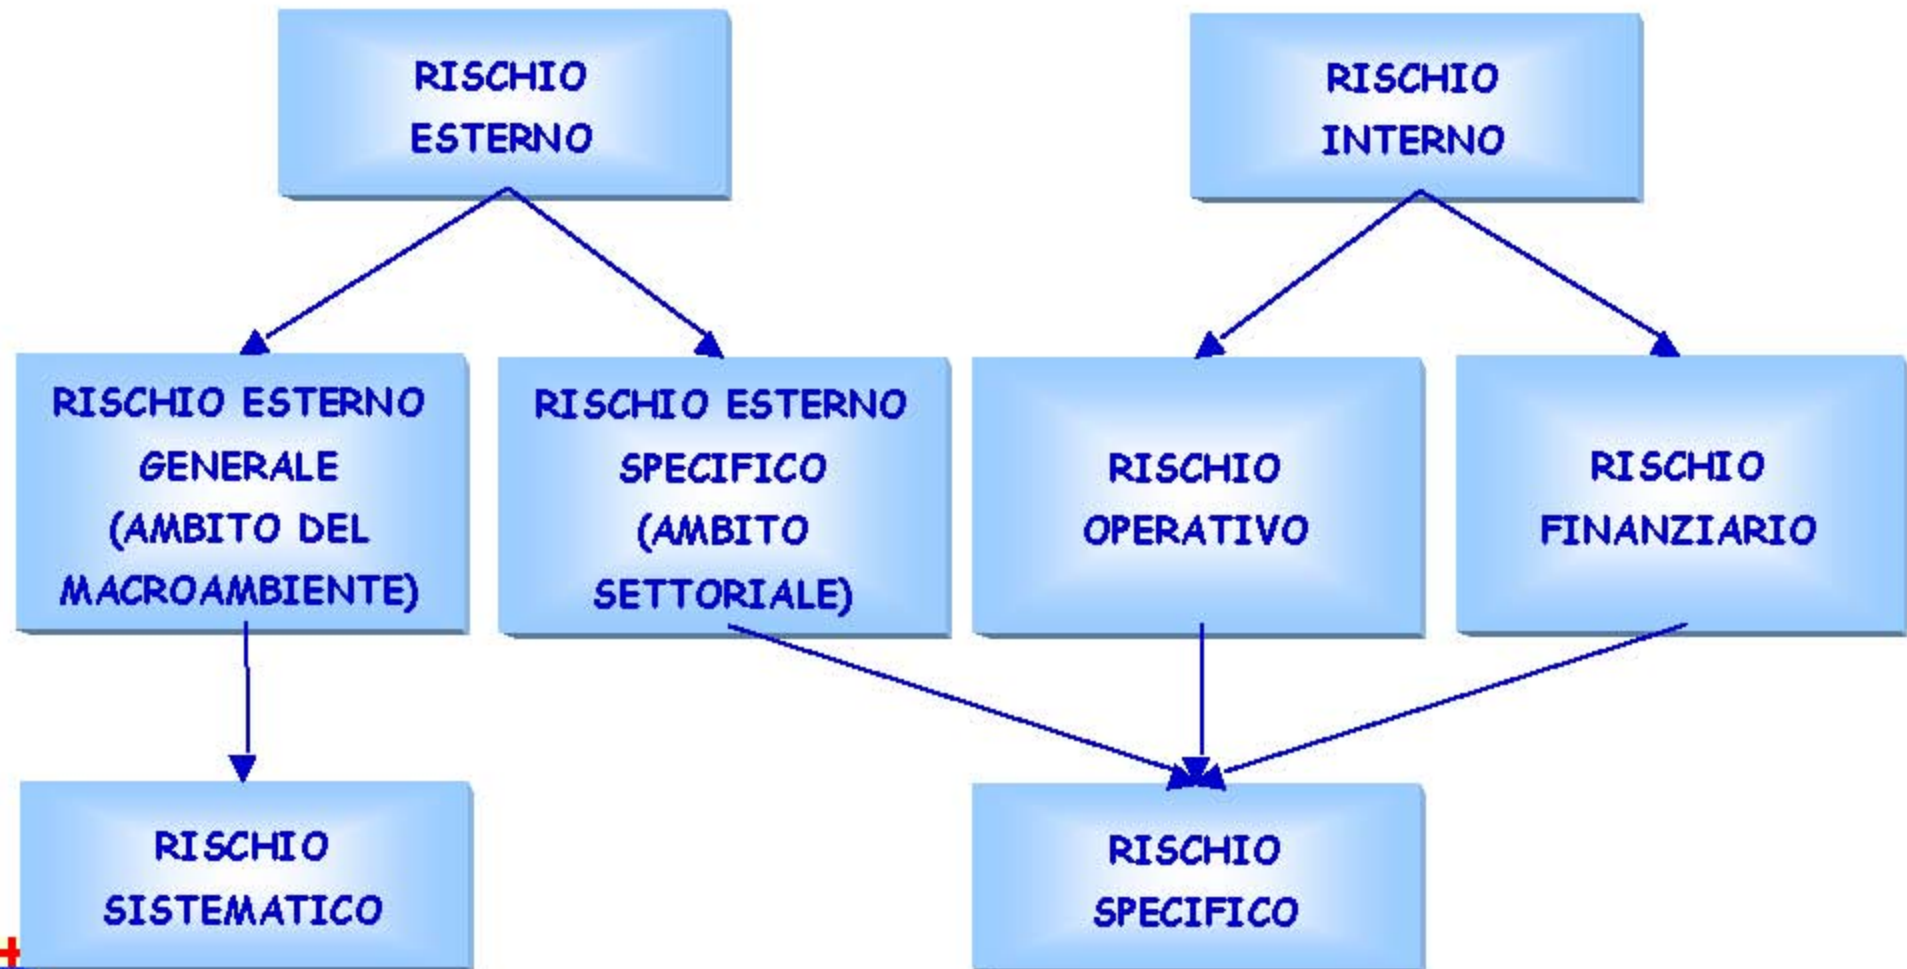 RISCHIO
ESTERNO
RISCHIO
INTERNO
RISCHIO ESTERNO
GENERALE
(AMBITO DEL
MACROAMBIENTE)
RISCHIO ESTERNO
SPECIFICO
(AMBITO
SETTORIALE)
RISCHIO
OPERATIVO
RISCHIO
FINANZIARIO
RISCHIO
SISTEMATICO
RISCHIO
SPECIFICO
+